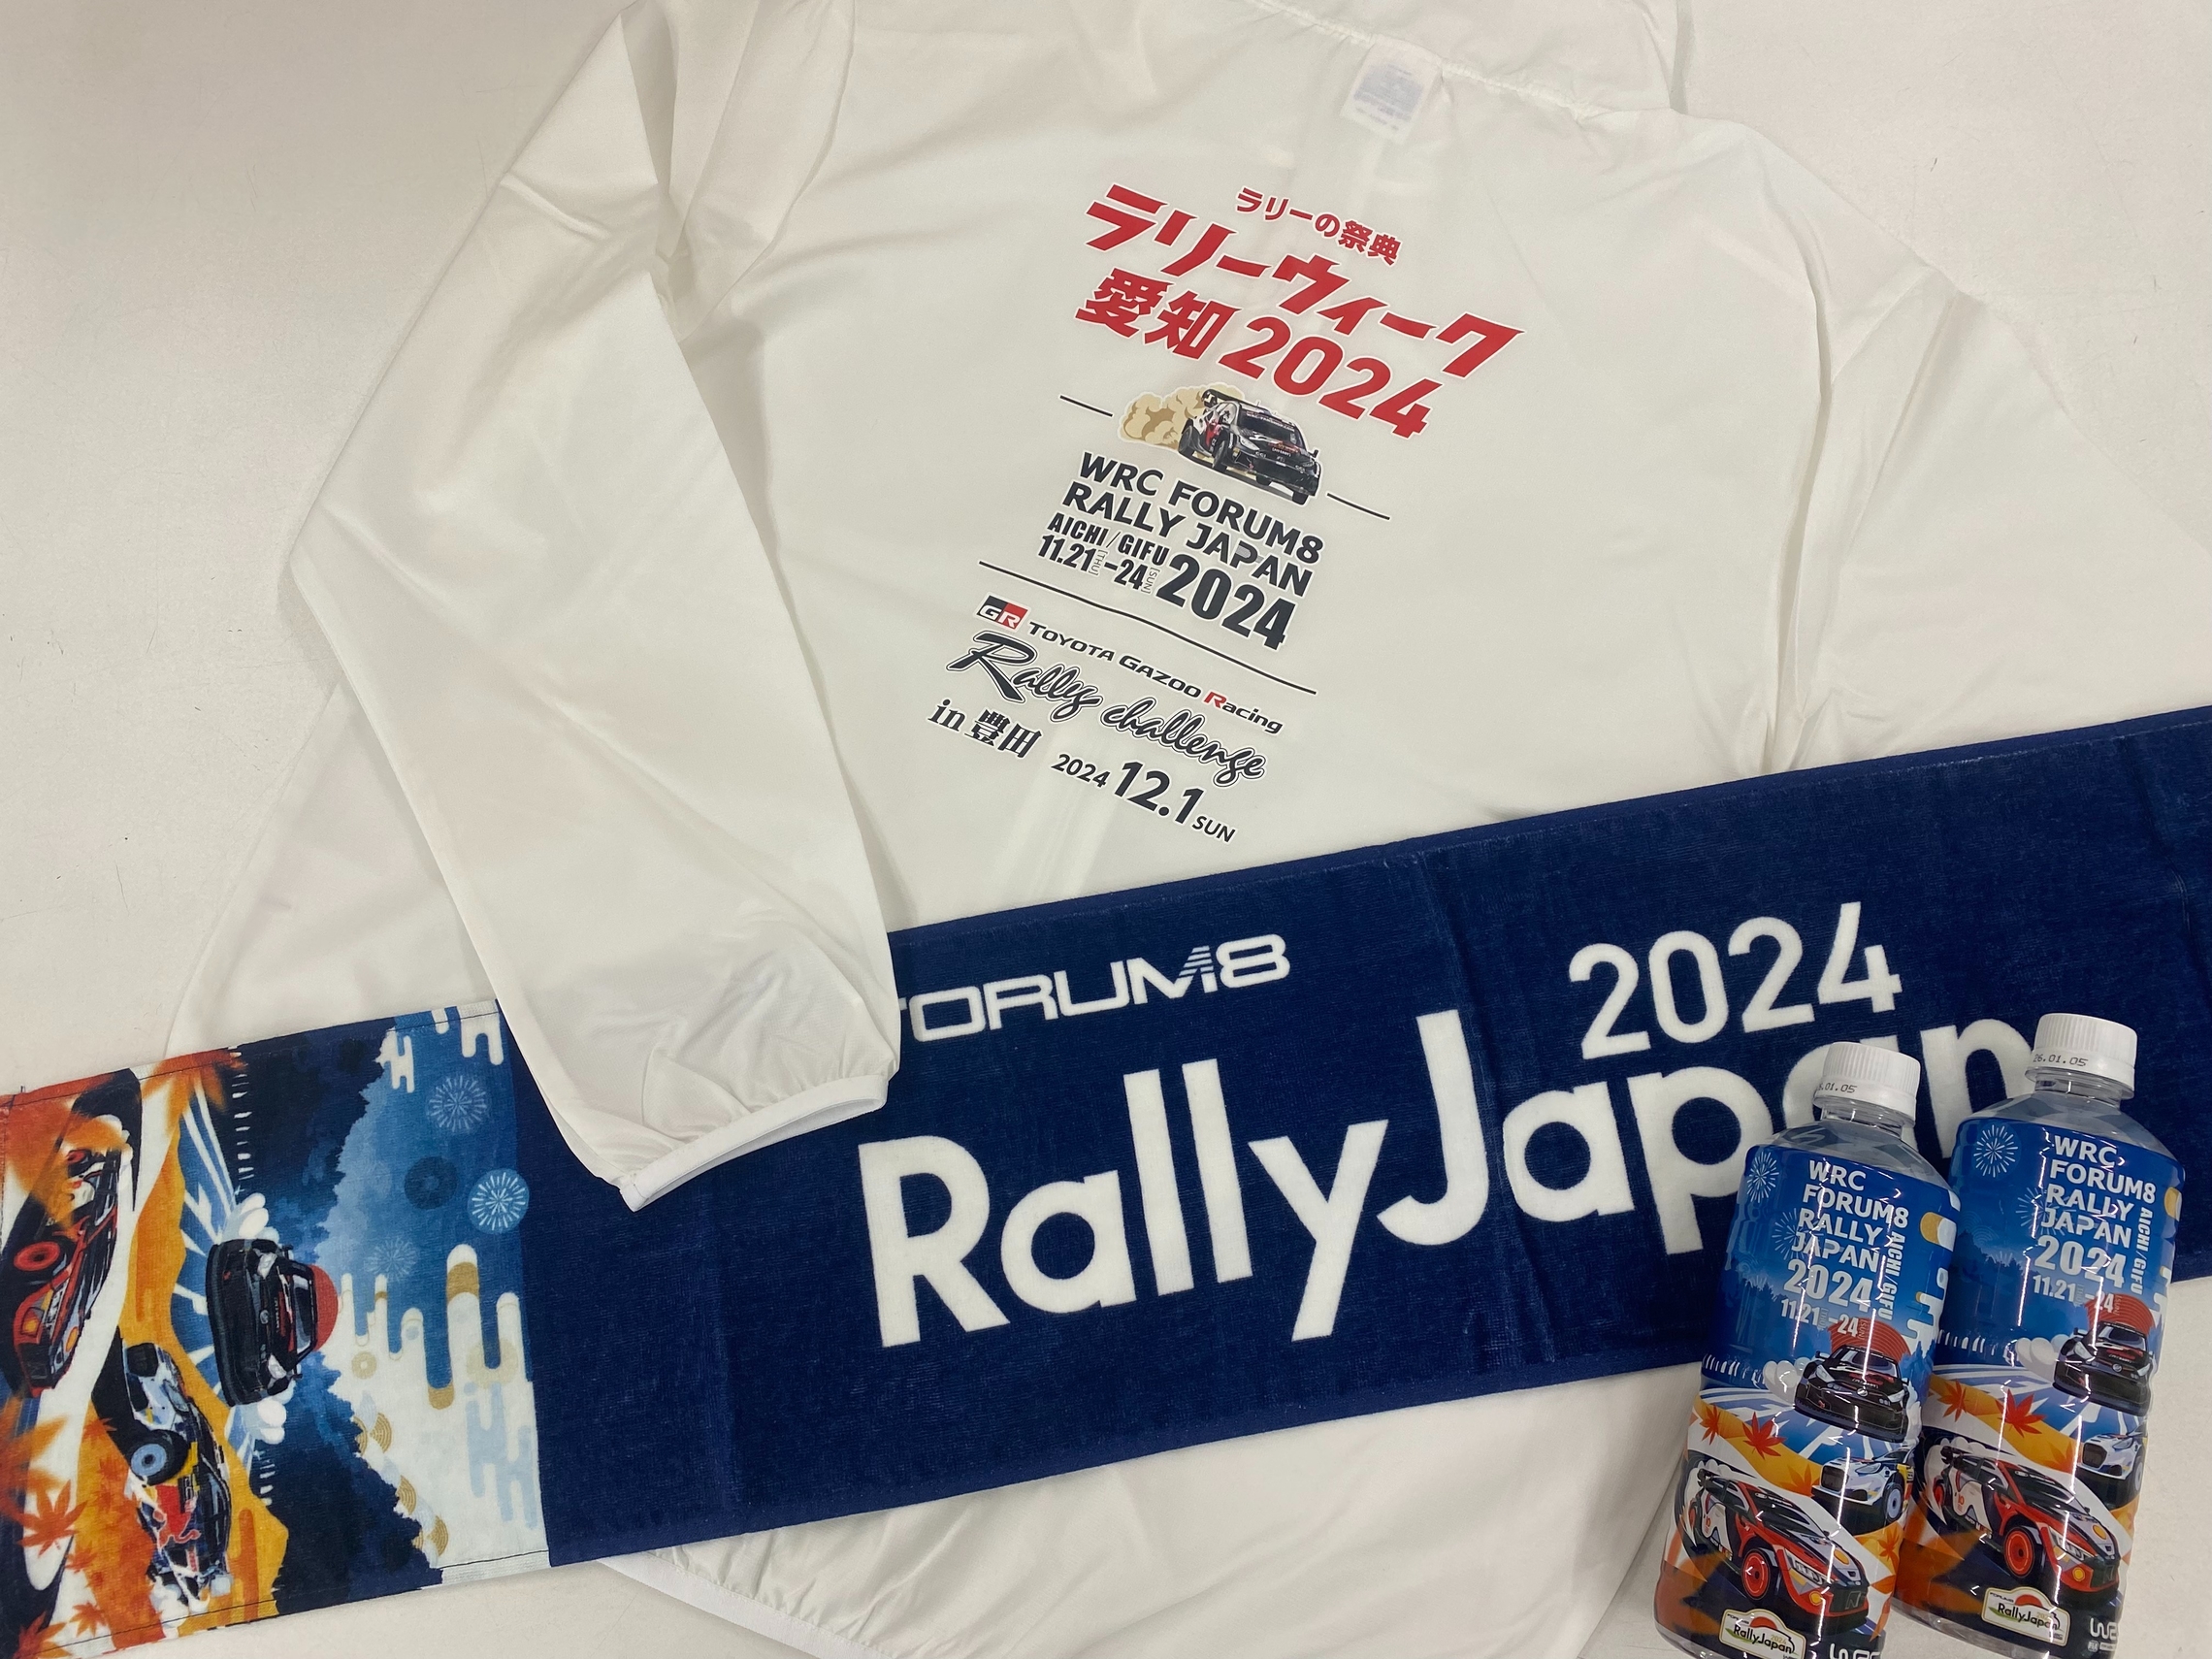 ラリーの祭典
ラリーウィーク
愛知2024
WRC FORUM8
RALLY JAPAN
AICHI/GIFU
11.21[THU]-24[SUN] 2024
GR TOYOTA GAZOO Racing
Rally challenge
in 豊田 2024 12.1 SUN
FORUM8
2024
RallyJapan
.01.05
WRC
FORUM8
RALLY
JAPAN
2024
AICHI/GIFU
11.21 -24
RallyJapan
26.01.05
WRC
FORUM8
RALLY
JAPAN
2024
AICHI/GIFU
11.21 -24
RallyJapan